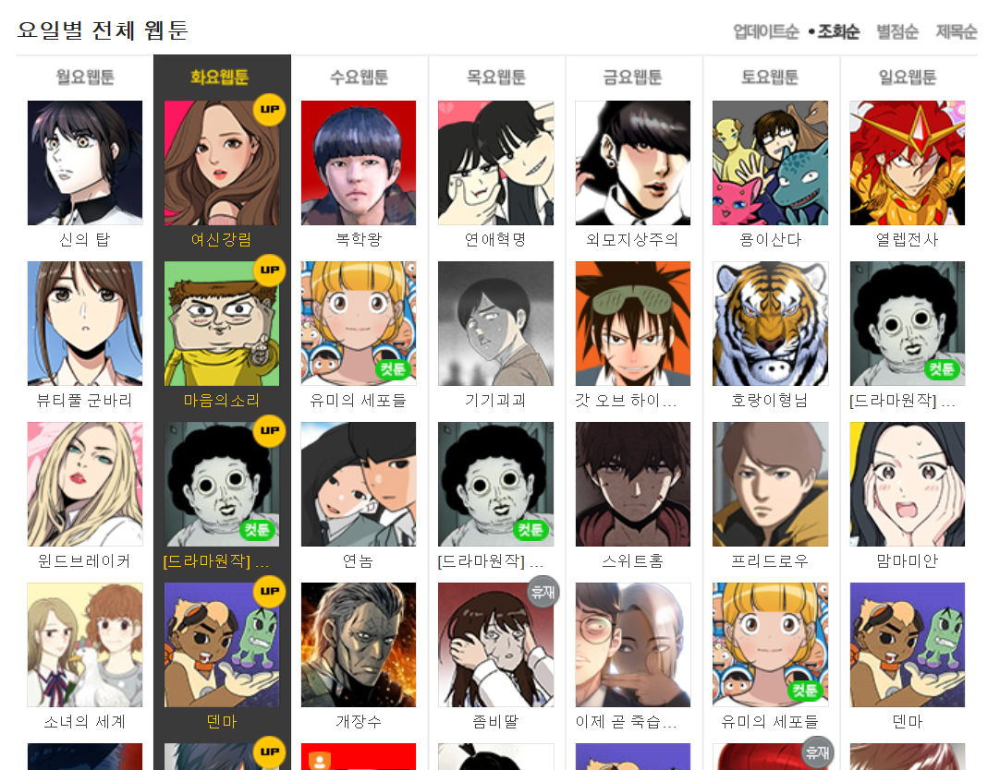 요일별 전체 웹툰
업데이트순 • 조회순 별점순 제목순
월요웹툰 화요웹툰 수요웹툰 목요웹툰 금요웹툰 토요웹툰 일요웹툰
UP
신의 탑 여신강림 복학왕 연애혁명 외모지상주의 용이산다 열렙전사
UP
컷툰 컷툰
뷰티풀 군바리 마음의소리 유미의 세포들 기기괴괴 갓 오브 하이... 호랑이형님 [드라마원작] ...
UP
컷툰 컷툰
윈드브레이커 [드라마원작] ... 연놈 [드라마원작] ... 스위트홈 프리드로우 맘마미안
UP 휴재
컷툰
소녀의 세계 덴마 개장수 좀비딸 이제 곧 죽습... 유미의 세포들 덴마
UP 휴재